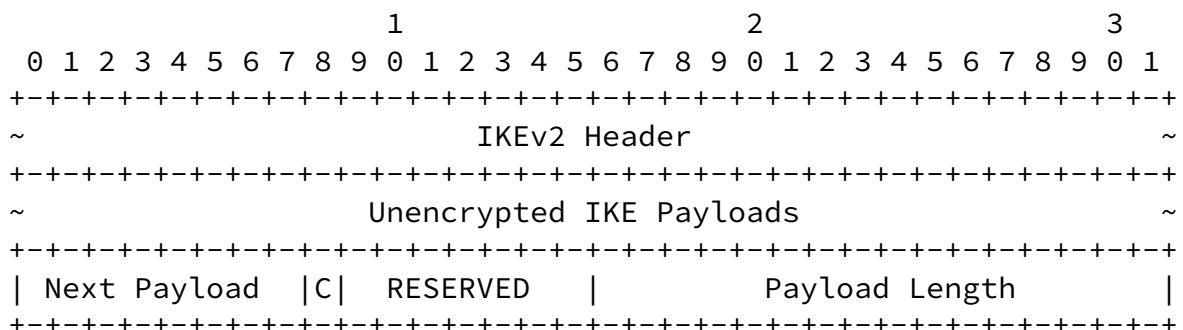 1                   2                   3
 0 1 2 3 4 5 6 7 8 9 0 1 2 3 4 5 6 7 8 9 0 1 2 3 4 5 6 7 8 9 0 1
+-+-+-+-+-+-+-+-+-+-+-+-+-+-+-+-+-+-+-+-+-+-+-+-+-+-+-+-+-+-+-+-+
~                         IKEv2 Header                          ~
+-+-+-+-+-+-+-+-+-+-+-+-+-+-+-+-+-+-+-+-+-+-+-+-+-+-+-+-+-+-+-+-+
~                   Unencrypted IKE Payloads                    ~
+-+-+-+-+-+-+-+-+-+-+-+-+-+-+-+-+-+-+-+-+-+-+-+-+-+-+-+-+-+-+-+-+
| Next Payload  |C|  RESERVED   |         Payload Length        |
+-+-+-+-+-+-+-+-+-+-+-+-+-+-+-+-+-+-+-+-+-+-+-+-+-+-+-+-+-+-+-+-+